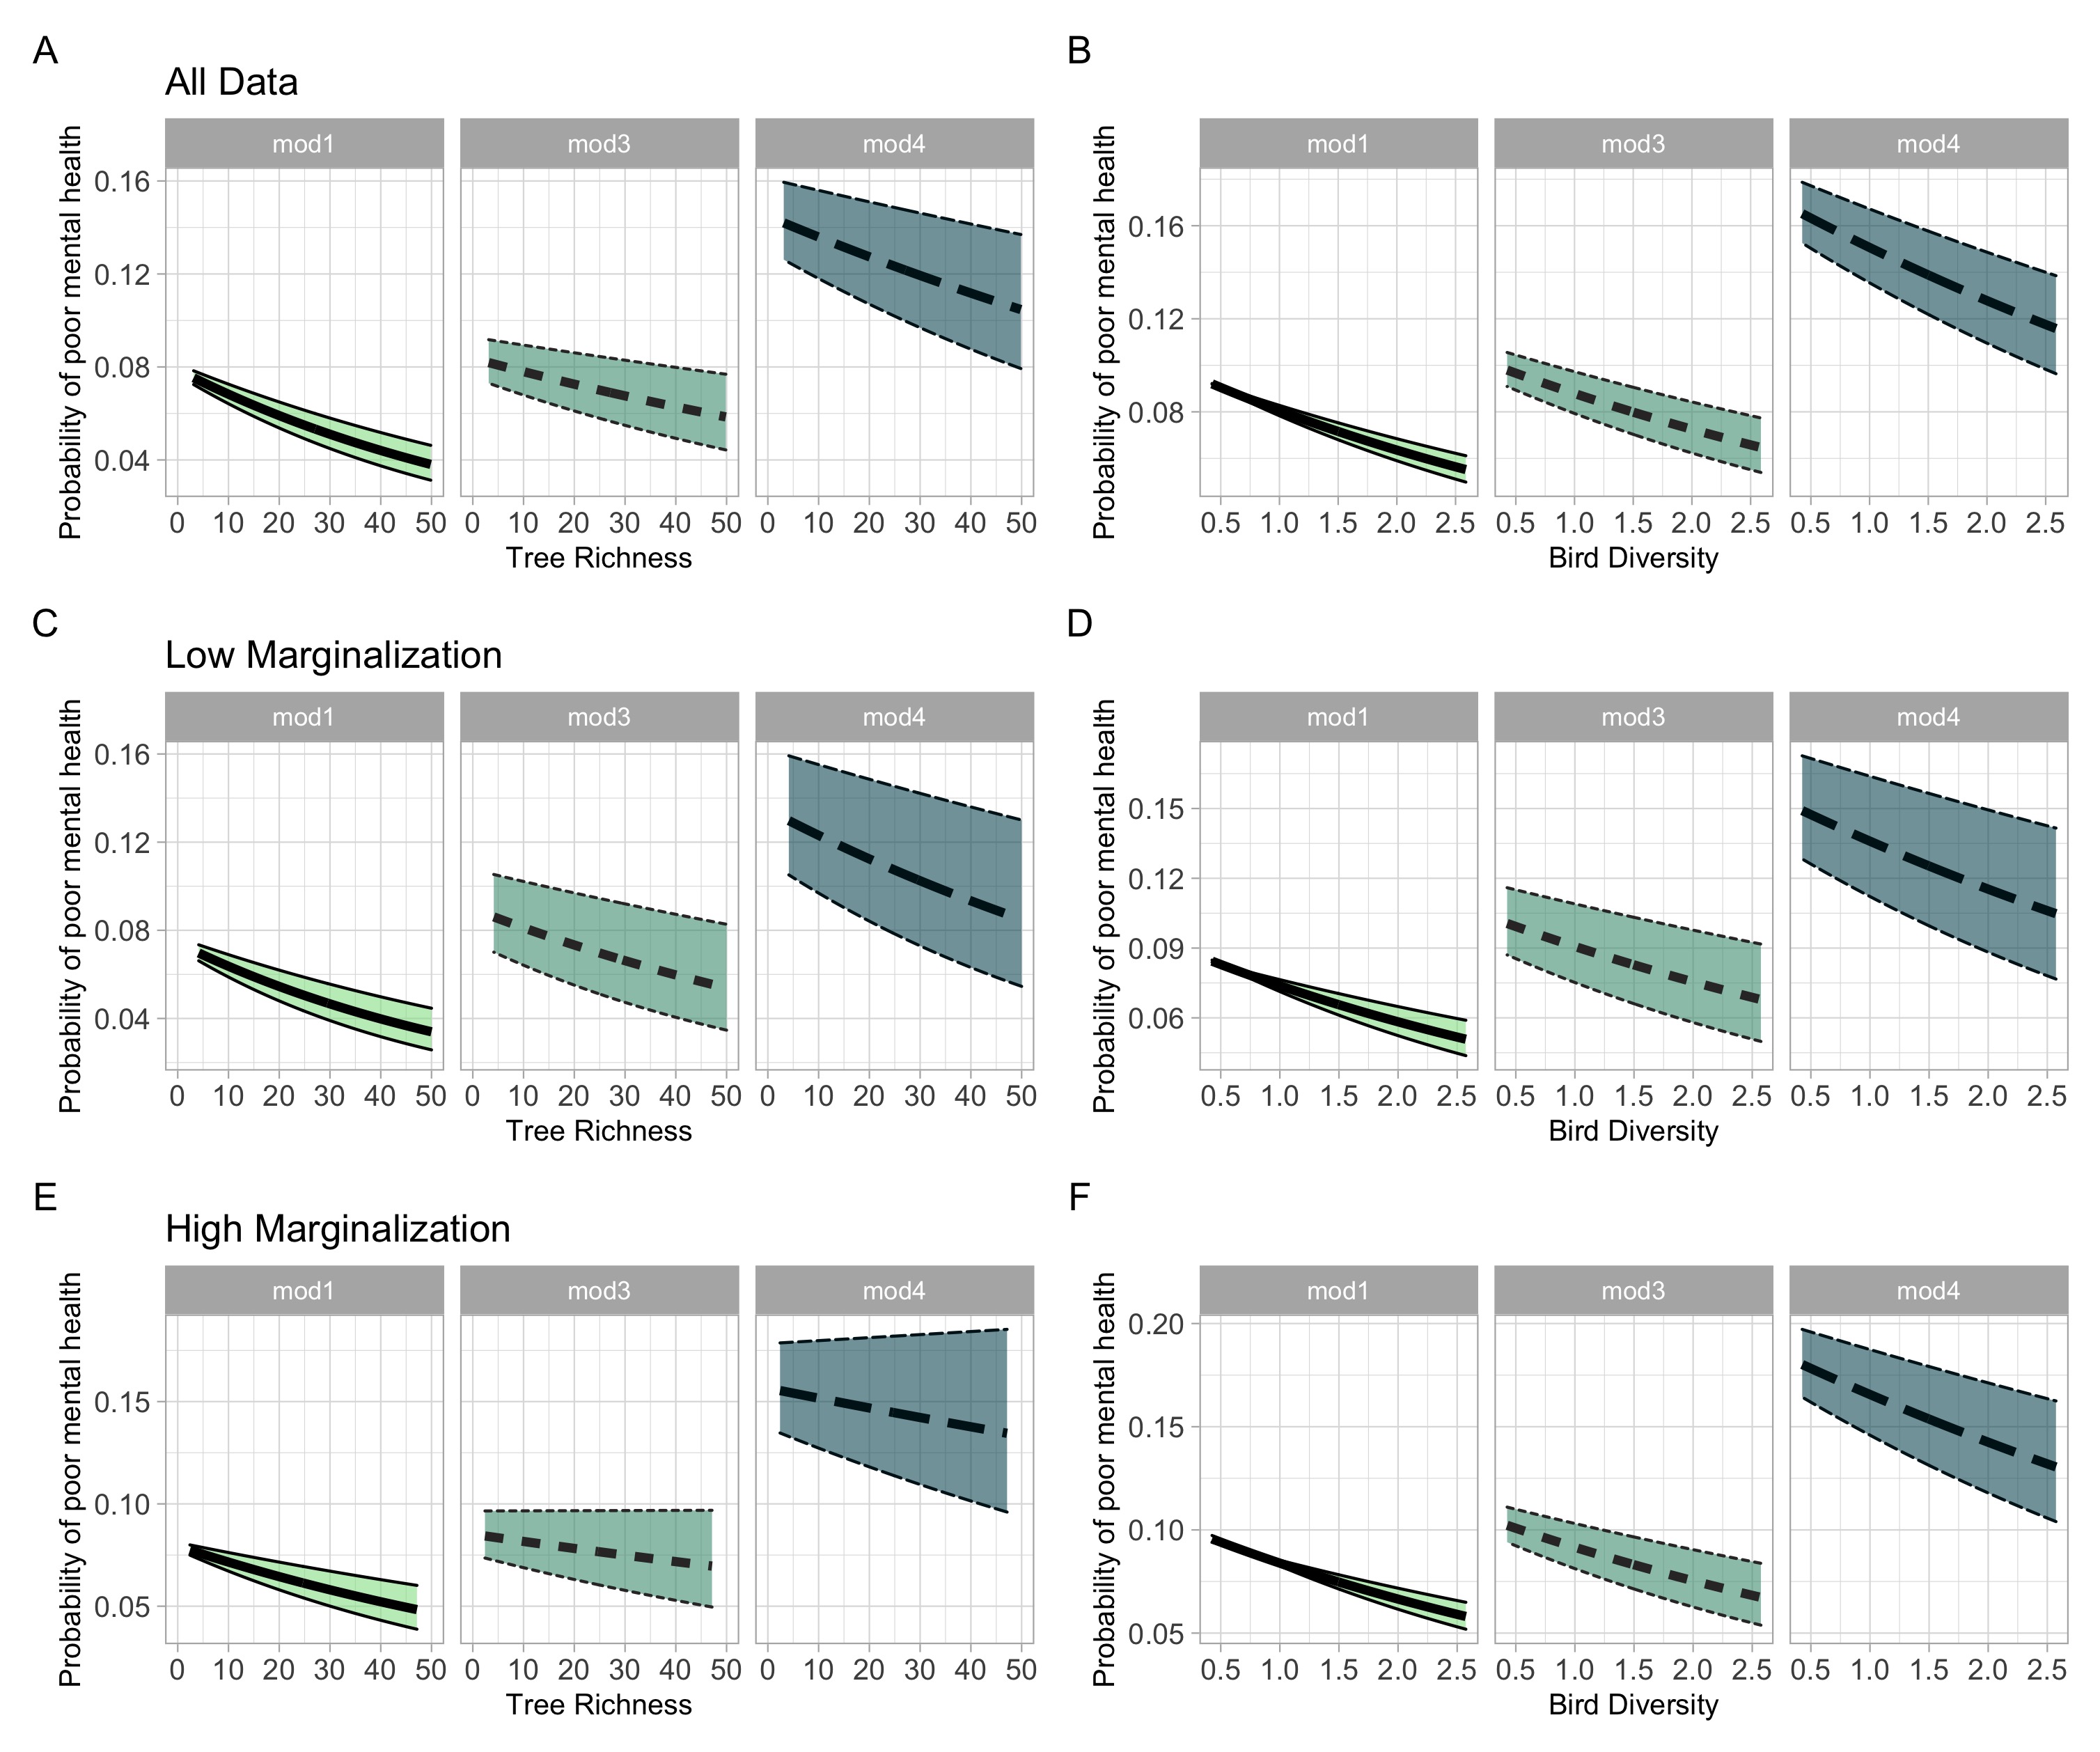 A
B
All Data
mod1 mod3 mod4
mod1 mod3 mod4
Probability of poor mental health
0.16
0.12
0.08
0.04
0 10 20 30 40 50 0 10 20 30 40 50 0 10 20 30 40 50
Tree Richness
Probability of poor mental health
0.16
0.12
0.08
0.5 1.0 1.5 2.0 2.5 0.5 1.0 1.5 2.0 2.5 0.5 1.0 1.5 2.0 2.5
Bird Diversity
C
D
Low Marginalization
mod1 mod3 mod4
mod1 mod3 mod4
Probability of poor mental health
0.16
0.12
0.08
0.04
0 10 20 30 40 50 0 10 20 30 40 50 0 10 20 30 40 50
Tree Richness
Probability of poor mental health
0.15
0.12
0.09
0.06
0.5 1.0 1.5 2.0 2.5 0.5 1.0 1.5 2.0 2.5 0.5 1.0 1.5 2.0 2.5
Bird Diversity
E
F
High Marginalization
mod1 mod3 mod4
mod1 mod3 mod4
Probability of poor mental health
0.15
0.10
0.05
0 10 20 30 40 50 0 10 20 30 40 50 0 10 20 30 40 50
Tree Richness
Probability of poor mental health
0.20
0.15
0.10
0.05
0.5 1.0 1.5 2.0 2.5 0.5 1.0 1.5 2.0 2.5 0.5 1.0 1.5 2.0 2.5
Bird Diversity